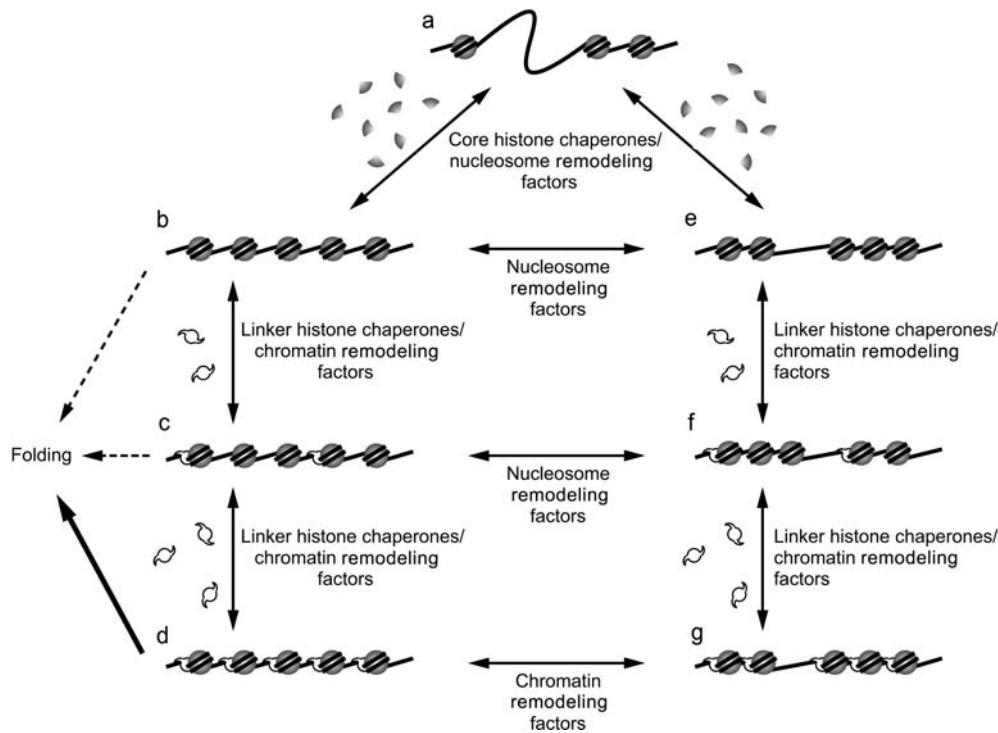 a
Core histone chaperones/
nucleosome remodeling
factors
b
e
Nucleosome
remodeling
factors
Linker histone chaperones/
chromatin remodeling
factors
Linker histone chaperones/
chromatin remodeling
factors
c
f
Folding
Nucleosome
remodeling
factors
Linker histone chaperones/
chromatin remodeling
factors
Linker histone chaperones/
chromatin remodeling
factors
d
g
Chromatin
remodeling
factors